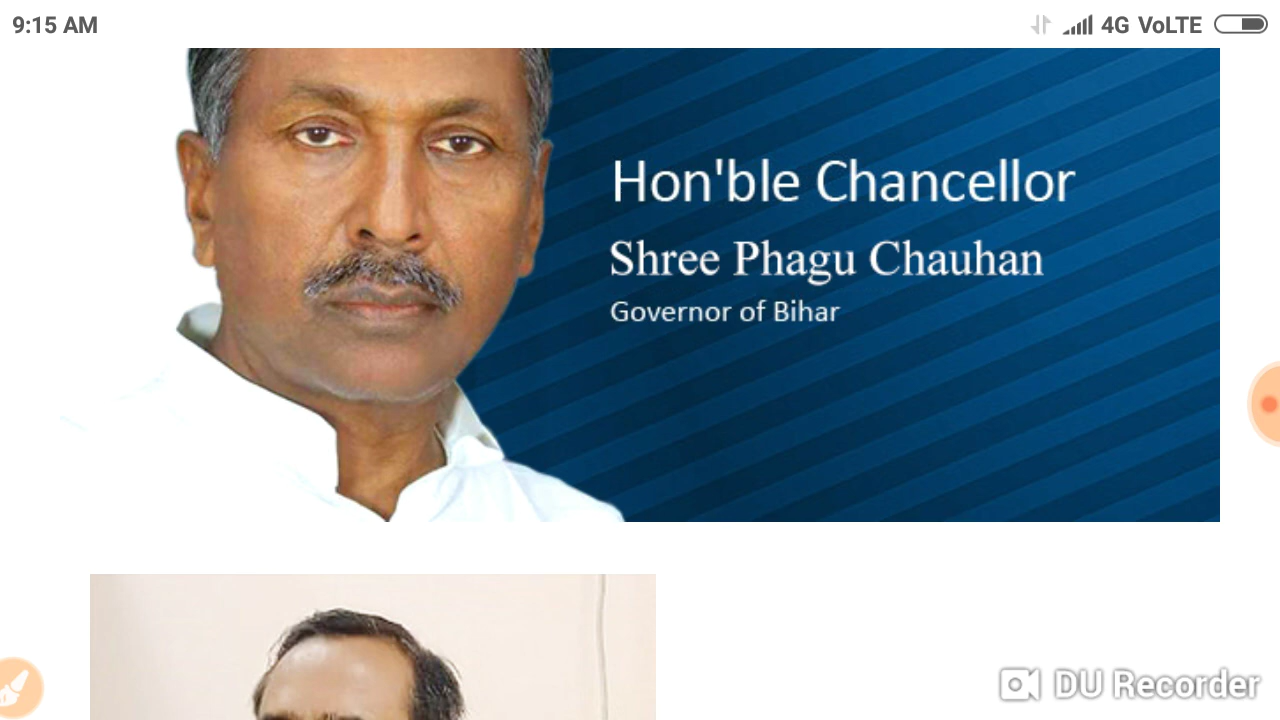 9:15 AM 4G VoLTE
Hon'ble Chancellor
Shree Phagu Chauhan
Governor of Bihar
DU Recorder